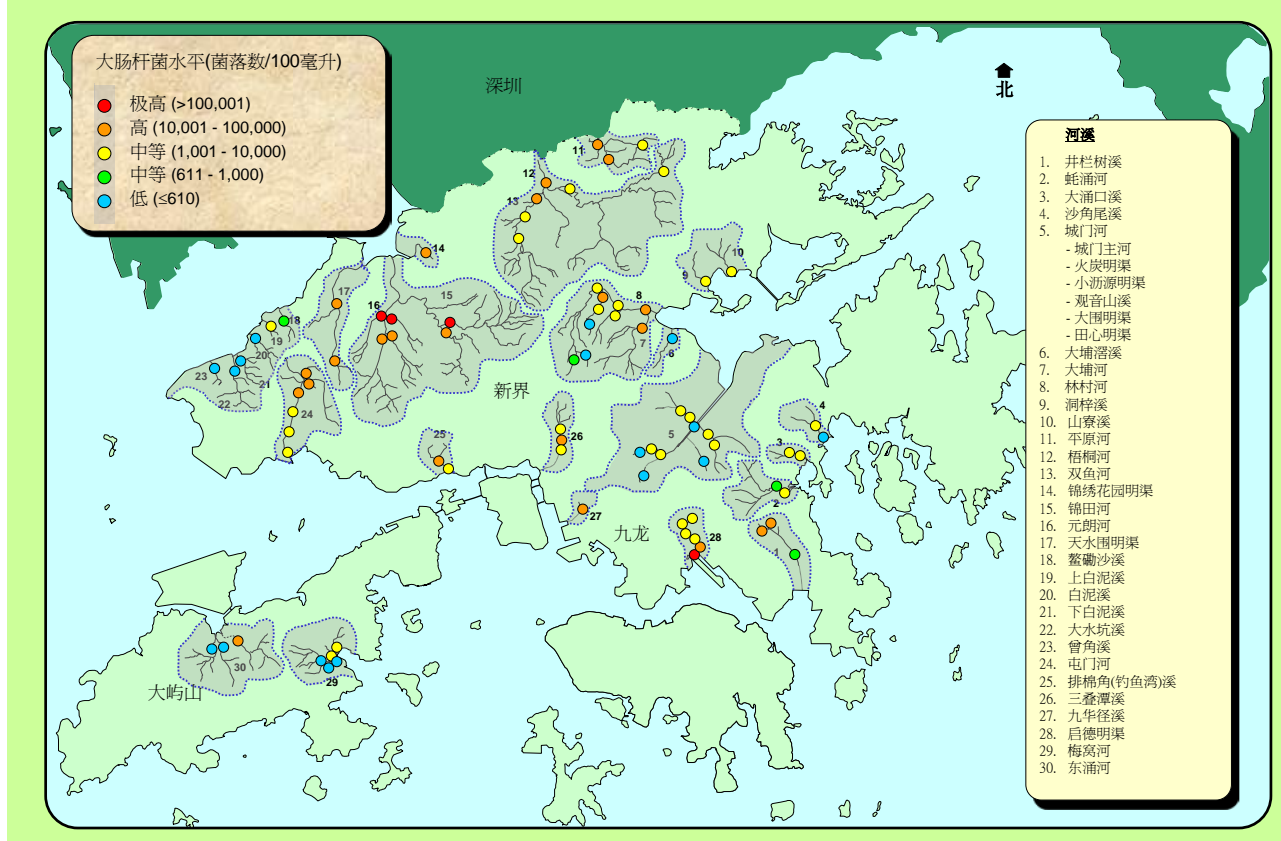 大肠杆菌水平(菌落数/100毫升)
极高 (>100,001)
高 (10,001 - 100,000)
中等 (1,001 - 10,000)
中等 (611 - 1,000)
低 (≤610)
深圳
北
新界
九龙
大屿山
11
12
13
14
10
9
17
15
16
8
7
6
18
19
20
21
22
23
24
25
26
5
4
3
2
1
27
28
29
30
河溪
1. 井栏树溪
2. 蚝涌河
3. 大涌口溪
4. 沙角尾溪
5. 城门河
- 城门主河
- 火炭明渠
- 小沥源明渠
- 观音山溪
- 大围明渠
- 田心明渠
6. 大埔滘溪
7. 大埔河
8. 林村河
9. 洞梓溪
10. 山寮溪
11. 平原河
12. 梧桐河
13. 双鱼河
14. 锦绣花园明渠
15. 锦田河
16. 元朗河
17. 天水围明渠
18. 鳌磡沙溪
19. 上白泥溪
20. 白泥溪
21. 下白泥溪
22. 大水坑溪
23. 曾角溪
24. 屯门河
25. 排棉角(钓鱼湾)溪
26. 三叠潭溪
27. 九华径溪
28. 启德明渠
29. 梅窝河
30. 东涌河